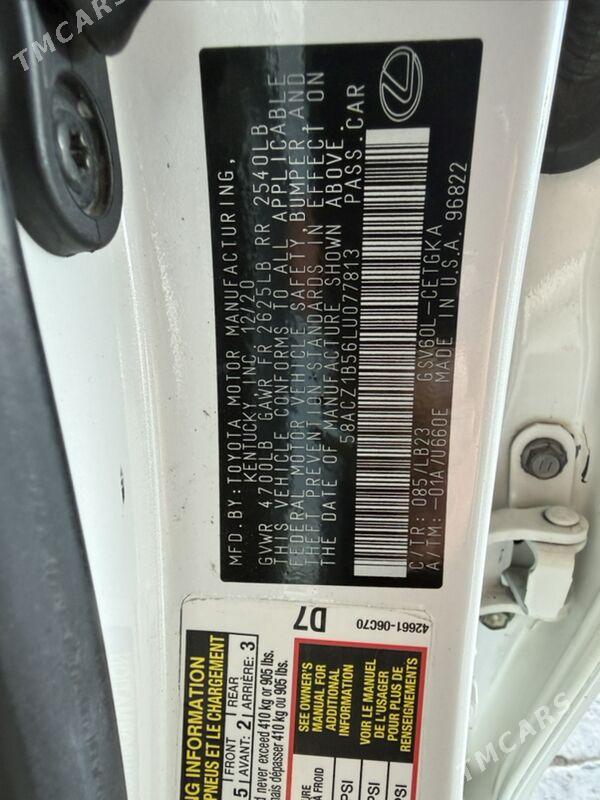 TMCARS
MFD.BY:TOYOTA MOTOR MANUFACTURING,
KENTUCKY, INC. 12/20
GVWR 4700LB GAWR FR 2625LB RR 2540LB
THIS VEHICLE CONFORMS TO ALL APPLICABLE
FEDERAL MOTOR VEHICLE SAFETY, BUMPER, AND
THEFT PREVENTION STANDARDS IN EFFECT ON
THE DATE OF MANUFACTURE SHOWN ABOVE.
58ACZ1B56LU077813 PASS.CAR
C/TR: 085/LB23 GSV60L-CETGKA
A/TM: -01A/U660E MADE IN U.S.A. 96822
D7
42661-06C70
NG INFORMATION
PNEUS ET LE CHARGEMENT
5 FRONT 2 REAR 3
AVANT: ARRIÈRE:
d never exceed 410 kg or 905 lbs.
mais dépasser 410 kg ou 905 lbs.
SEE OWNER'S
MANUAL FOR
ADDITIONAL
INFORMATION
VOIR LE MANUEL
DE L'USAGER
POUR PLUS DE
RENSEIGNEMENTS
À FROID
PSI
PSI
TMCARS